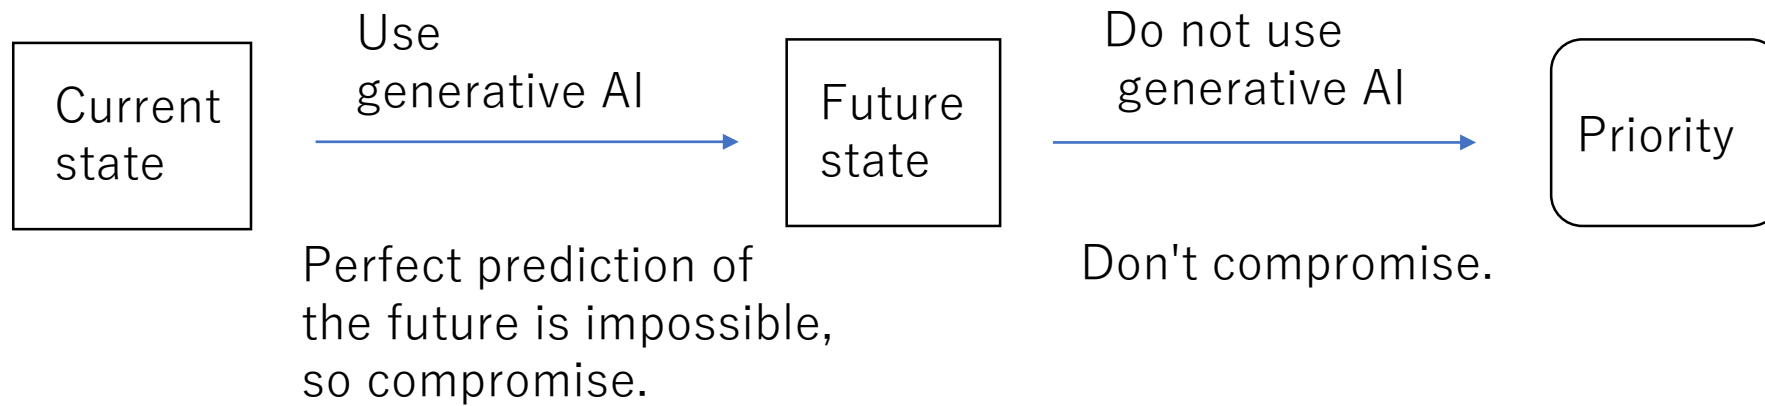 Current
state
Use
generative AI
Perfect prediction of
the future is impossible,
so compromise.
Future
state
Do not use
generative AI
Don't compromise.
Priority